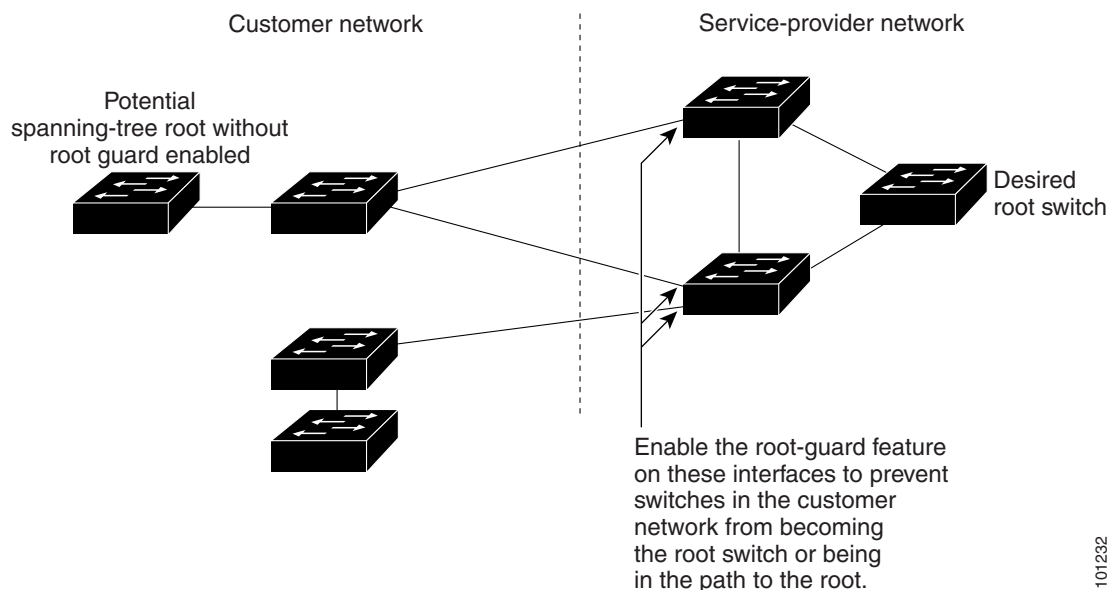 Customer network
Service-provider network
Potential
spanning-tree root without
root guard enabled
Desired
root switch
Enable the root-guard feature
on these interfaces to prevent
switches in the customer
network from becoming
the root switch or being
in the path to the root.
101232